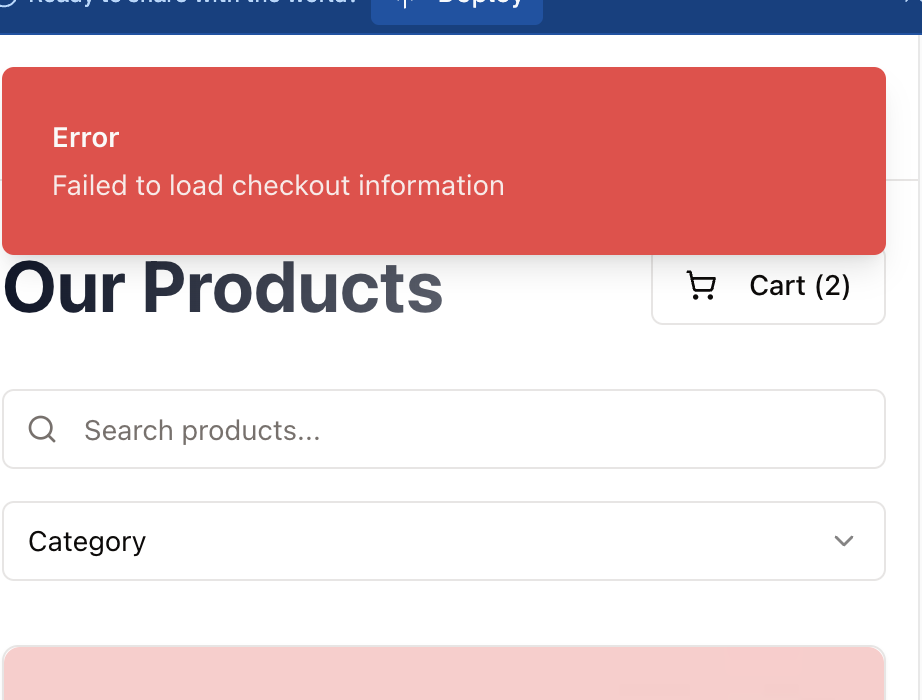 Ready to share with the world?
Deploy
Error
Failed to load checkout information
Our Products
Cart (2)
Search products...
Category